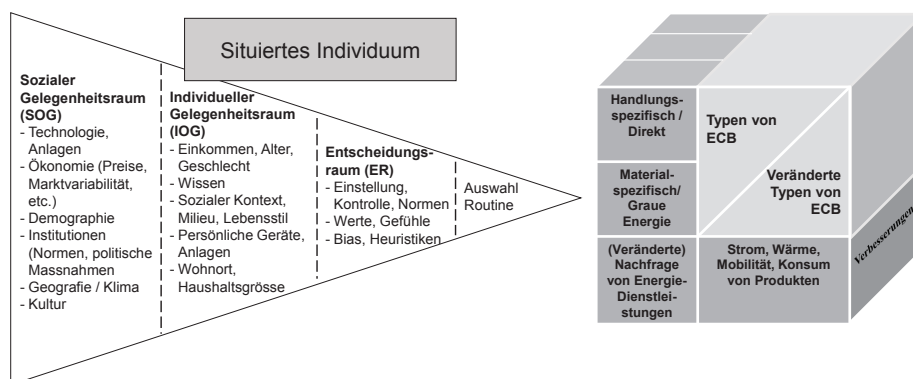 Situiertes Individuum
Sozialer
Gelegenheitsraum
(SOG)
- Technologie,
Anlagen
- Ökonomie (Preise,
Marktvariabilität,
etc.)
- Demographie
- Institutionen
(Normen, politische
Massnahmen
- Geografie / Klima
- Kultur
Individueller
Gelegenheitsraum
(IOG)
- Einkommen, Alter,
Geschlecht
- Wissen
- Sozialer Kontext,
Milieu, Lebensstil
- Persönliche Geräte,
Anlagen
- Wohnort,
Haushaltsgrösse
Entscheidungs-
raum (ER)
- Einstellung,
Kontrolle, Normen
- Werte, Gefühle
- Bias, Heuristiken
Auswahl
Routine
Handlungs-
spezifisch /
Direkt
Typen von
ECB
Materialspezifisch/
Graue
Energie
Veränderte
Typen von
ECB
(Veränderte)
Nachfrage
von Energie-
Dienstlei-
stungen
Strom, Wärme,
Mobilität, Konsum
von Produkten
Verbesserungen